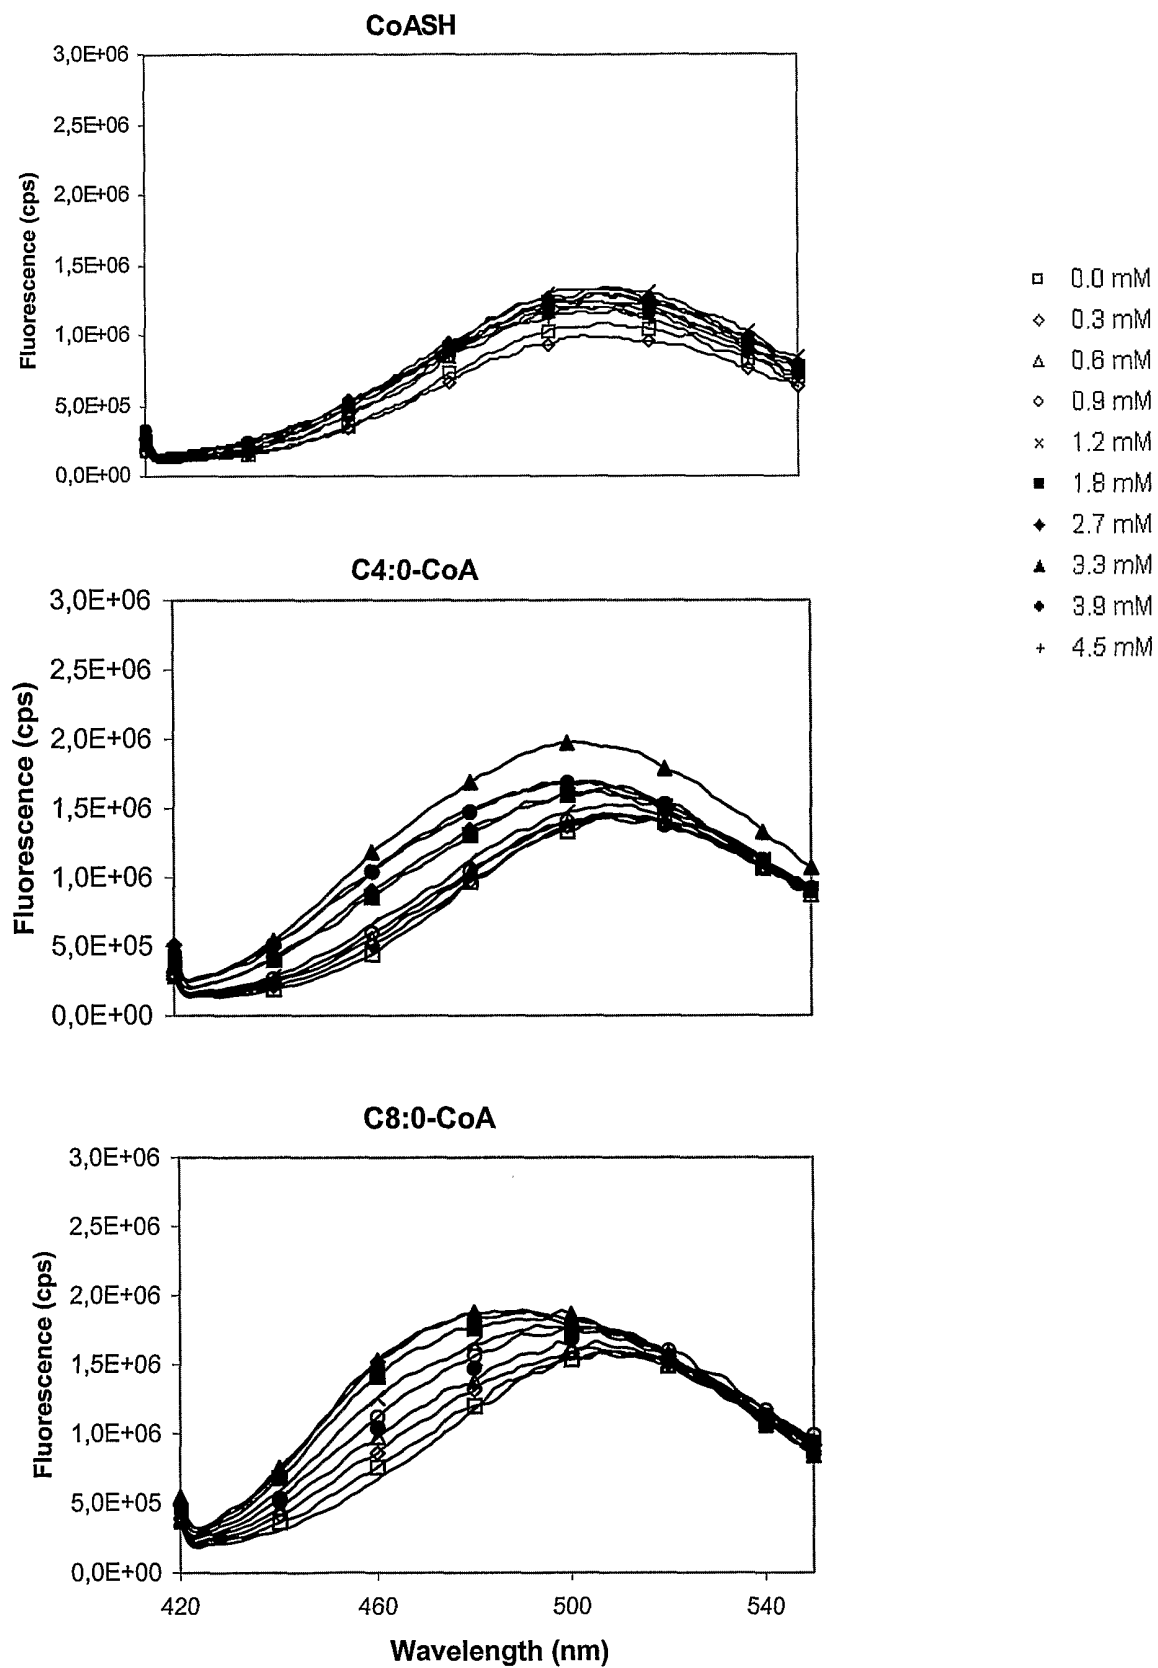 CoASH
3,0E+06
2,5E+06
2,0E+06
1,5E+06
1,0E+06
5,0E+05
0,0E+00
Fluorescence (cps)
0.0 mM
0.3 mM
0.6 mM
0.9 mM
1.2 mM
1.8 mM
2.7 mM
3.3 mM
3.9 mM
4.5 mM
C4:0-CoA
3,0E+06
2,5E+06
2,0E+06
1,5E+06
1,0E+06
5,0E+05
0,0E+00
Fluorescence (cps)
C8:0-CoA
3,0E+06
2,5E+06
2,0E+06
1,5E+06
1,0E+06
5,0E+05
0,0E+00
Fluorescence (cps)
420 460 500 540
Wavelength (nm)